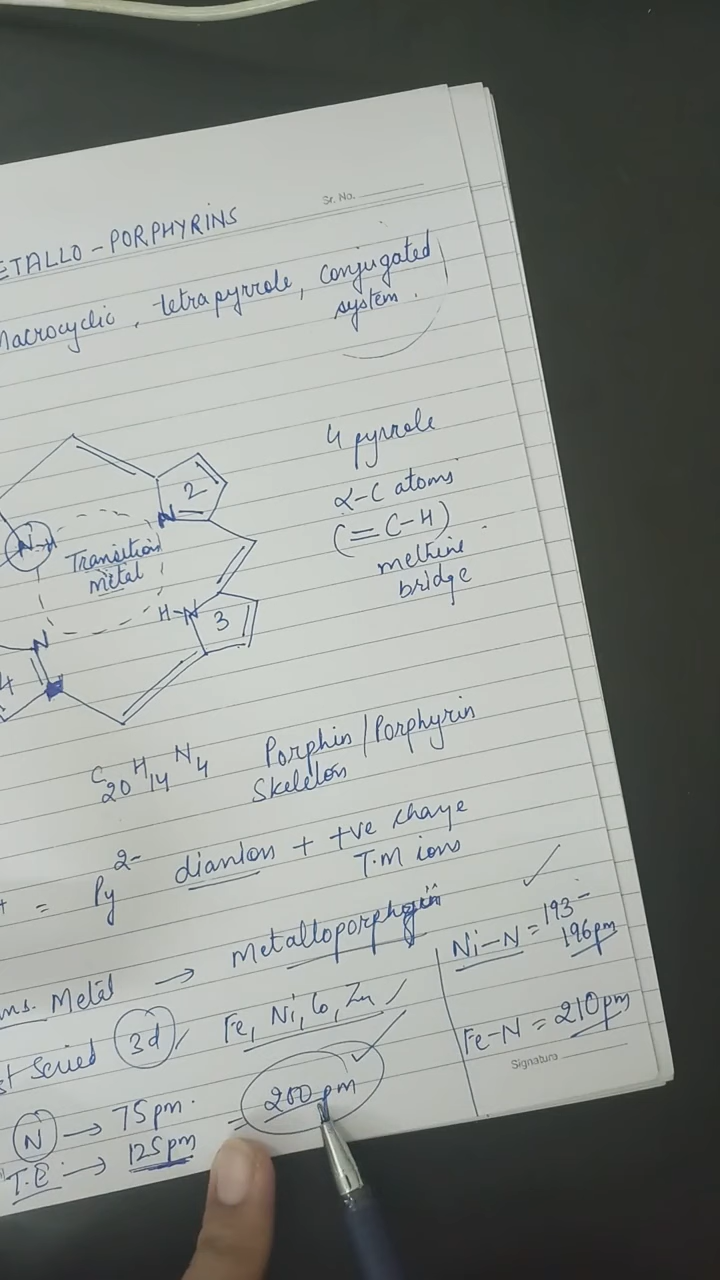 Sr. No.
ETALLO - PORPHYRINS
Macrocyclic, tetrapyrrole, conjugated
system.
4 pyrrole
α-C atoms
(=C-H)
methine
bridge
2
N
N-H
Transition
metal
H-N
3
N
4
C20H14N4 Porphin/Porphyrin
Skeleton
+ = Py2- dianion + +ve charge
T.M ions
ns. Metal → metalloporphyrin
st Series 3d, Fe, Ni, Co, Zn
Ni-N = 193-
196pm
Fe-N = 210pm
Signature
N → 75pm.
T.E → 125pm = 200pm